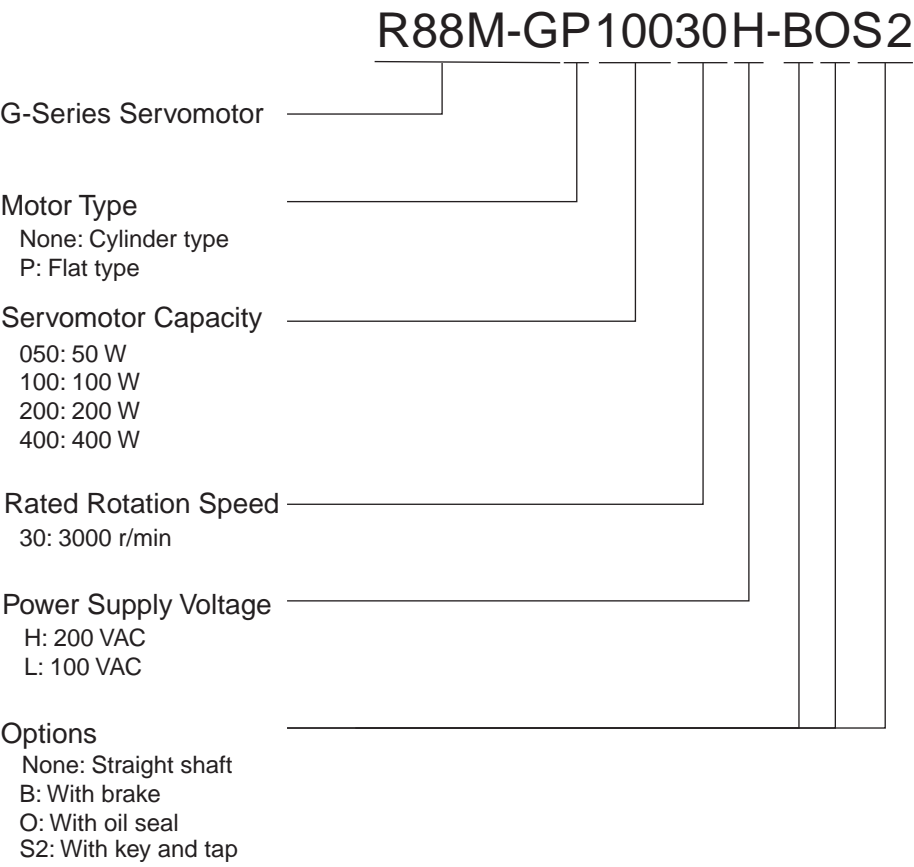 R88M-GP10030H-BOS2
G-Series Servomotor
Motor Type
None: Cylinder type
P: Flat type
Servomotor Capacity
050: 50 W
100: 100 W
200: 200 W
400: 400 W
Rated Rotation Speed
30: 3000 r/min
Power Supply Voltage
H: 200 VAC
L: 100 VAC
Options
None: Straight shaft
B: With brake
O: With oil seal
S2: With key and tap